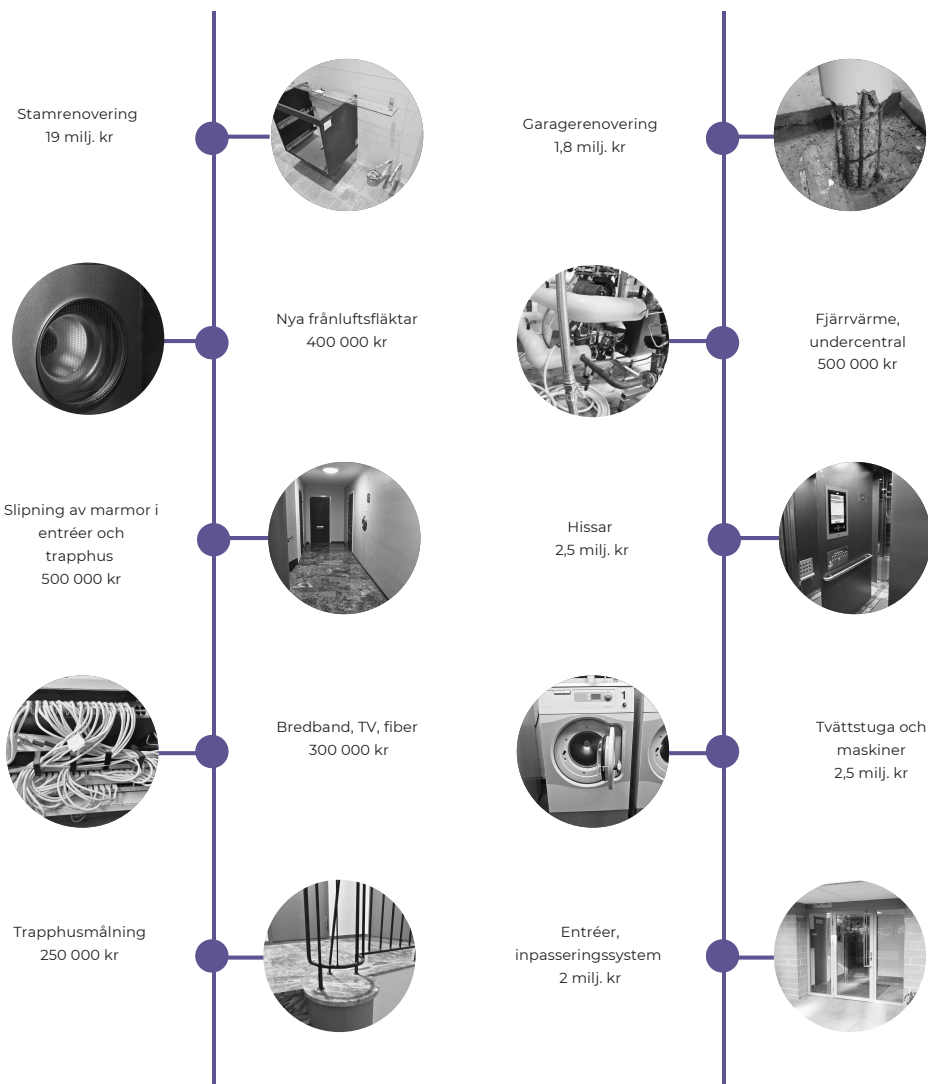 Stamrenovering
19 milj. kr
Nya frånluftsfläktar
400 000 kr
Slipning av marmor i
entréer och
trapphus
500 000 kr
Bredband, TV, fiber
300 000 kr
Trapphusmålning
250 000 kr
Garagerenovering
1,8 milj. kr
Fjärrvärme,
undercentral
500 000 kr
Hissar
2,5 milj. kr
1
Tvättstuga och
maskiner
2,5 milj. kr
Entréer,
inpasseringssystem
2 milj. kr